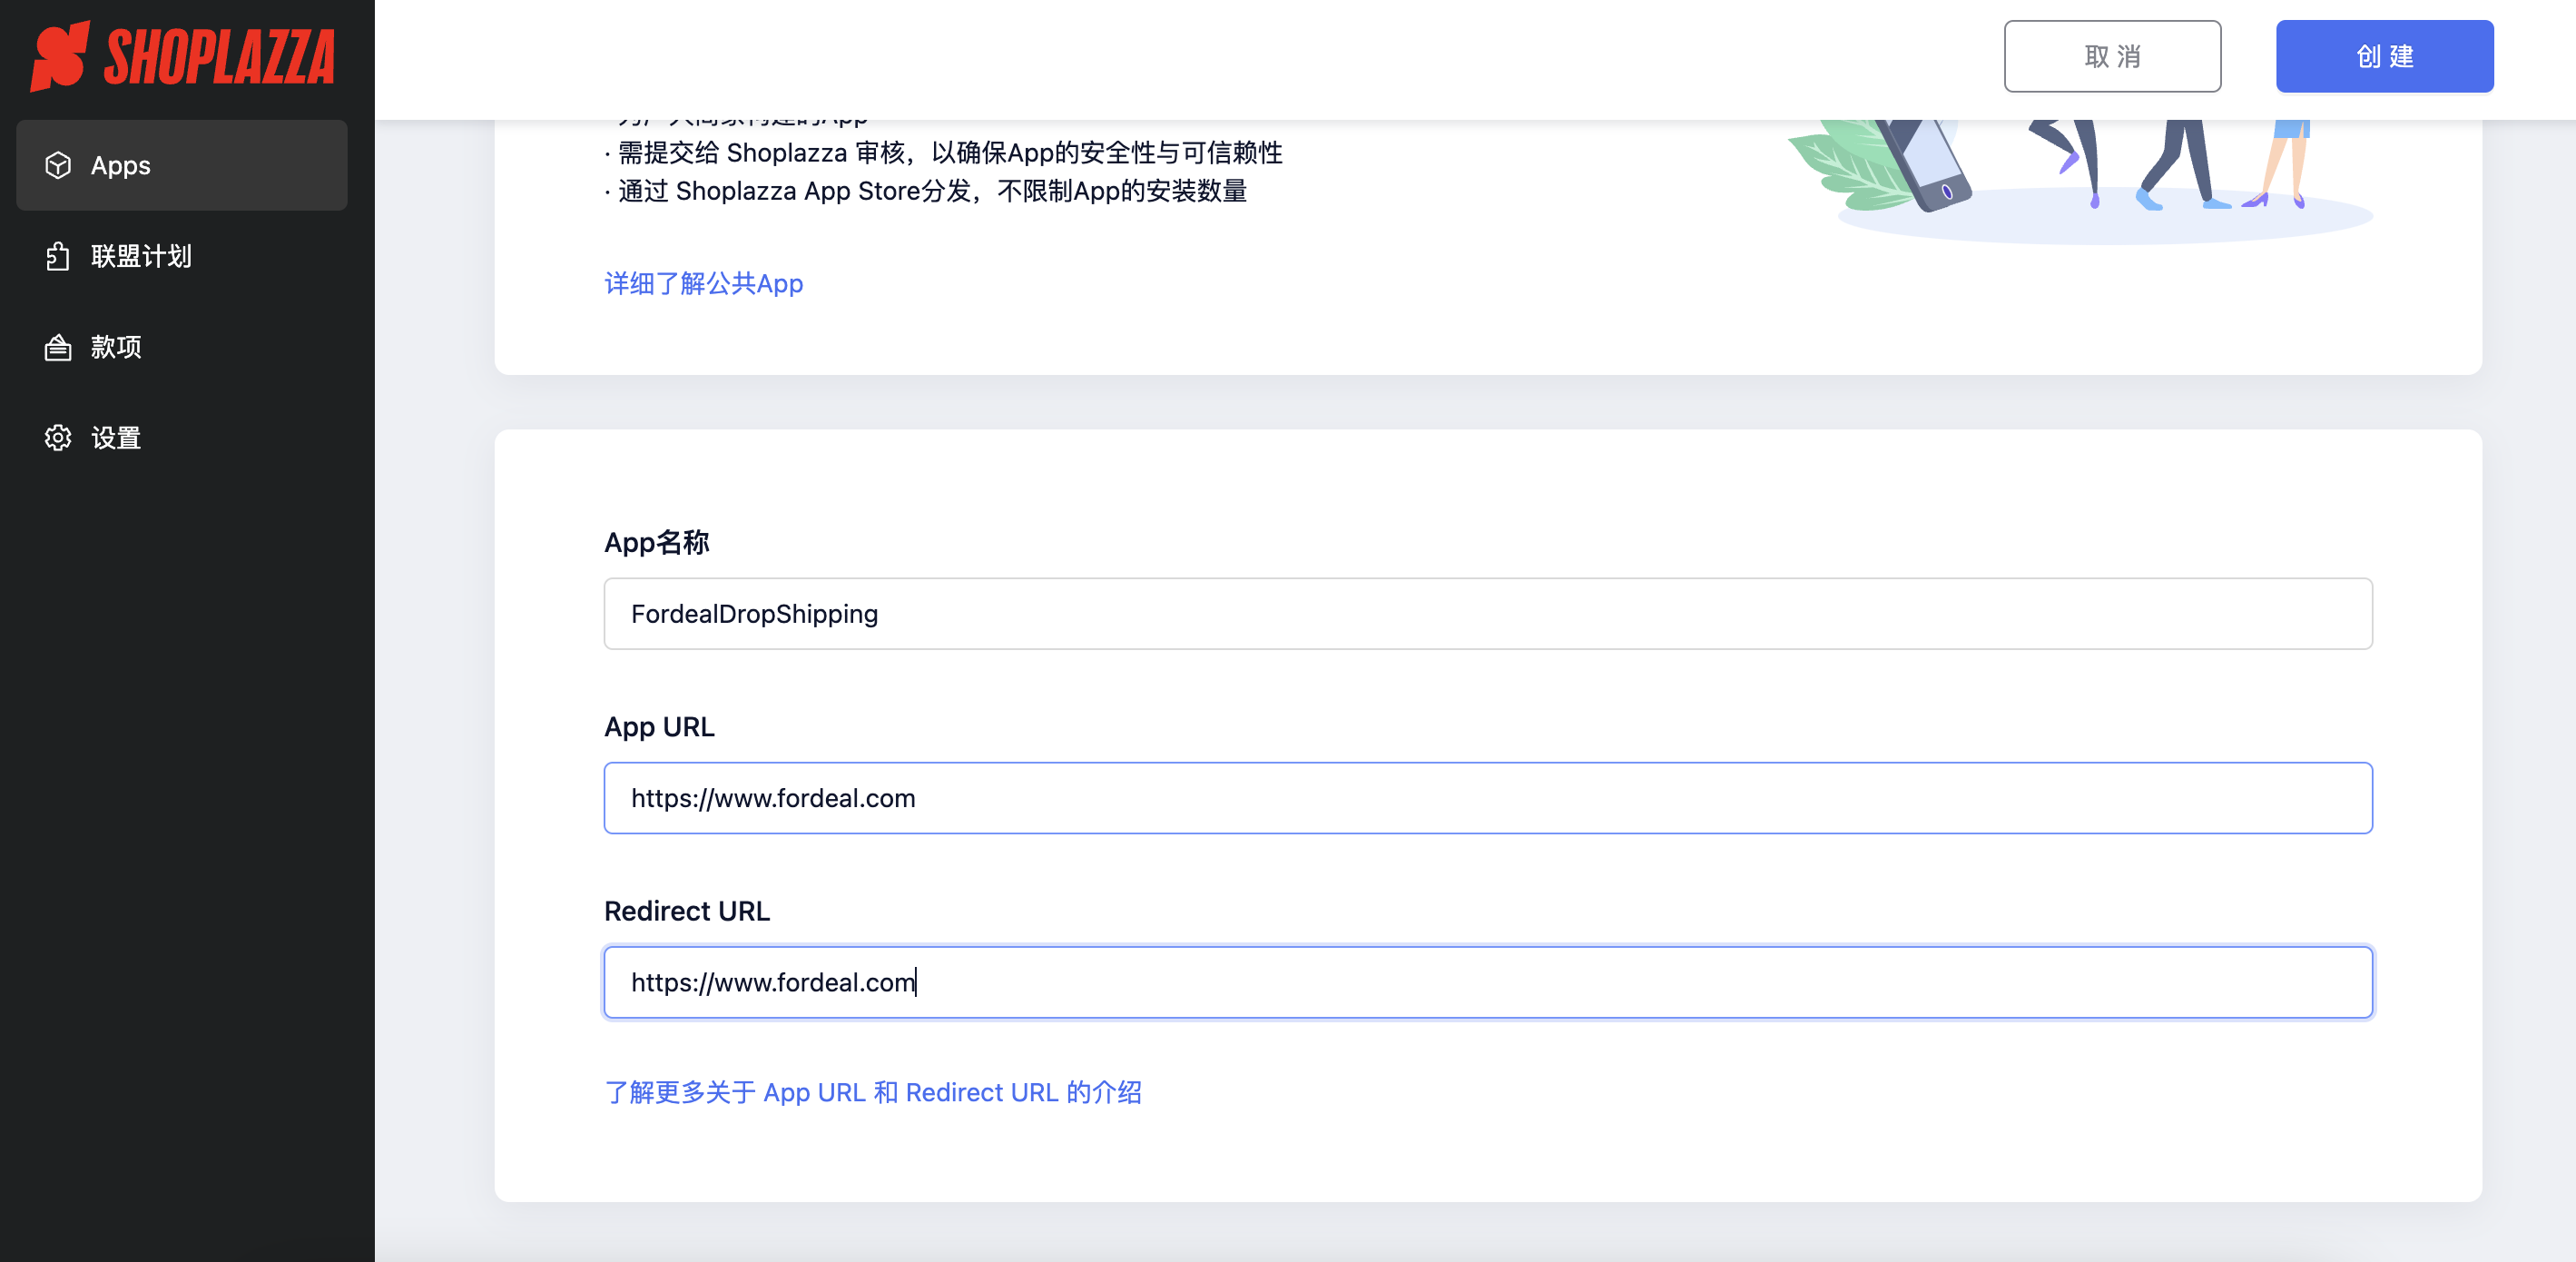 SHOPLAZZA
取 消
创 建
Apps
联盟计划
款项
设置
· 需提交给 Shoplazza 审核，以确保App的安全性与可信赖性
· 通过 Shoplazza App Store分发，不限制App的安装数量
详细了解公共App
App名称
FordealDropShipping
App URL
https://www.fordeal.com
Redirect URL
https://www.fordeal.com
了解更多关于 App URL 和 Redirect URL 的介绍